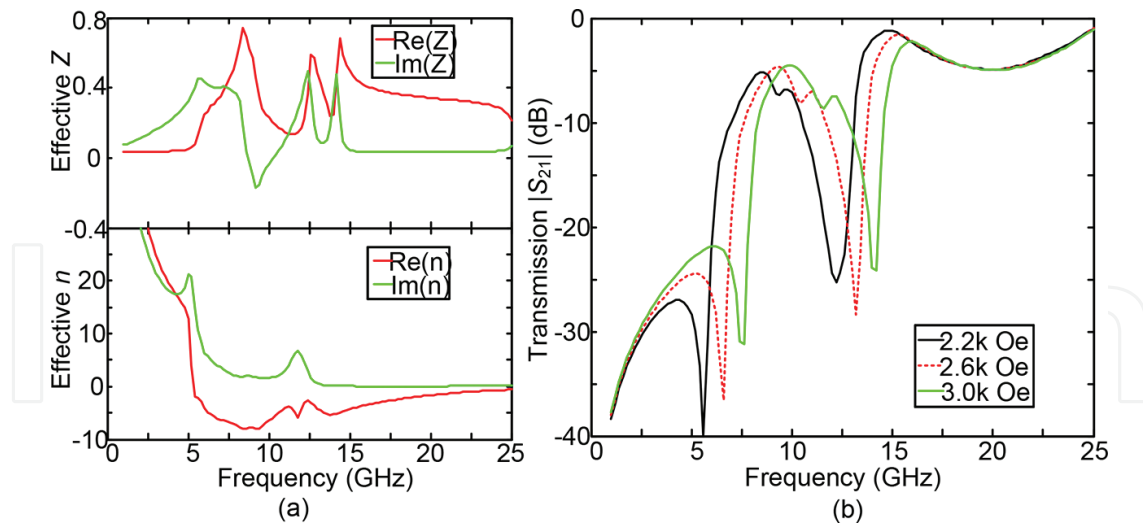 0.8
0.4
0
-0.4
Effective Z
Re(Z)
Im(Z)
20
10
0
-10
Effective n
Re(n)
Im(n)
0 5 10 15 20 25
Frequency (GHz)
(a)
0
-10
-20
-30
-40
Transmission |S21| (dB)
2.2k Oe
2.6k Oe
3.0k Oe
0 5 10 15 20 25
Frequency (GHz)
(b)